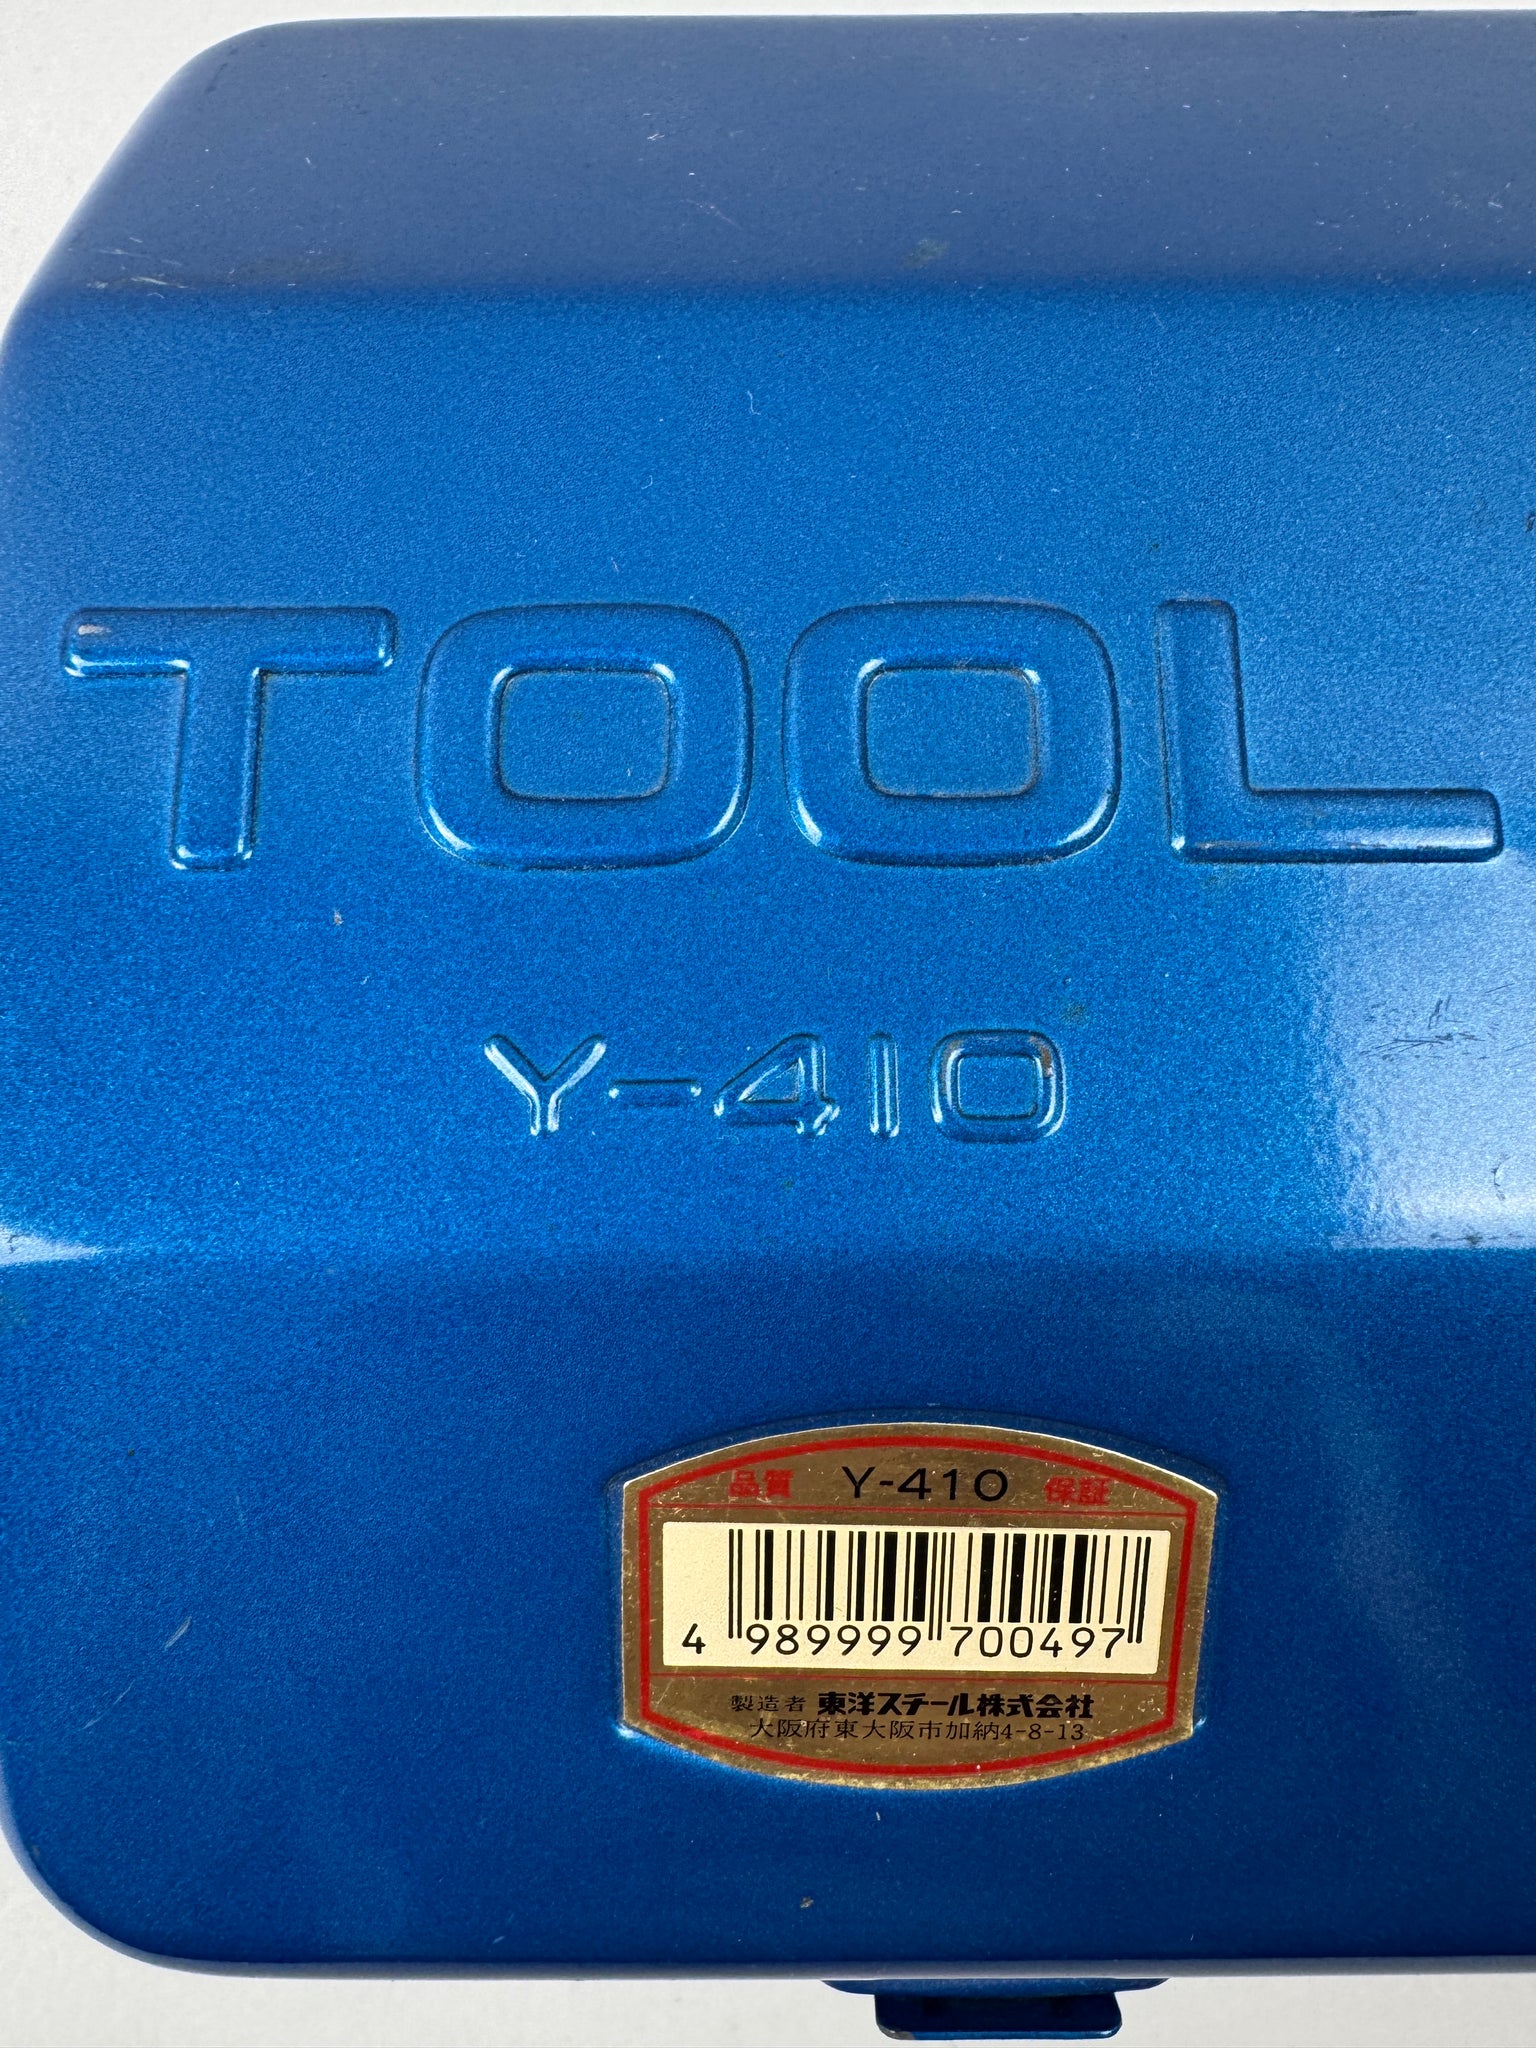 TOOL
Y-410
品質 Y-410 保証
4 989999 700497
製造者 東洋スチール株式会社
大阪府東大阪市加納4-8-13